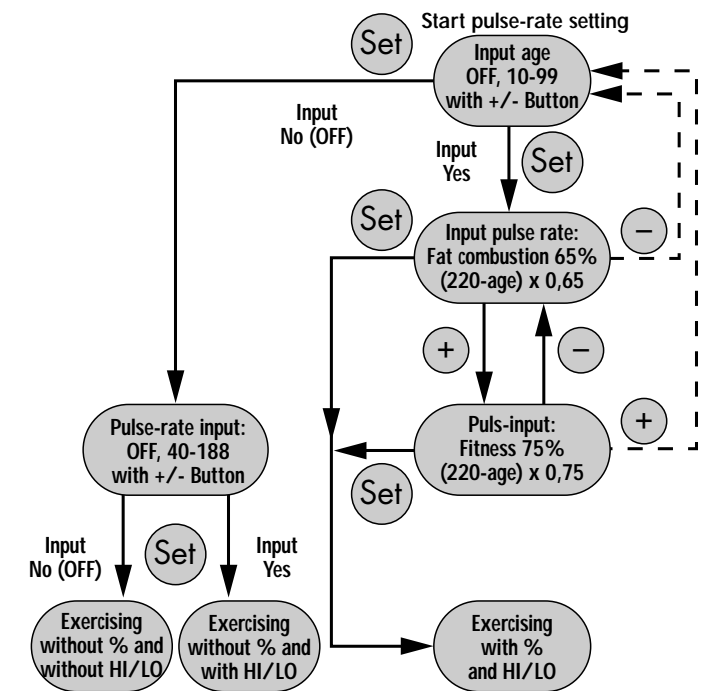 Start pulse-rate setting
Set
Input age
OFF, 10-99
with +/- Button
Input
No (OFF)
Input
Yes
Set
Set
Input pulse rate:
Fat combustion 65%
(220-age) x 0,65
−
+
−
Pulse-rate input:
OFF, 40-188
with +/- Button
Puls-input:
Fitness 75%
(220-age) x 0,75
+
Set
Input
No (OFF)
Set
Input
Yes
Exercising
without % and
without HI/LO
Exercising
without % and
with HI/LO
Exercising
with %
and HI/LO